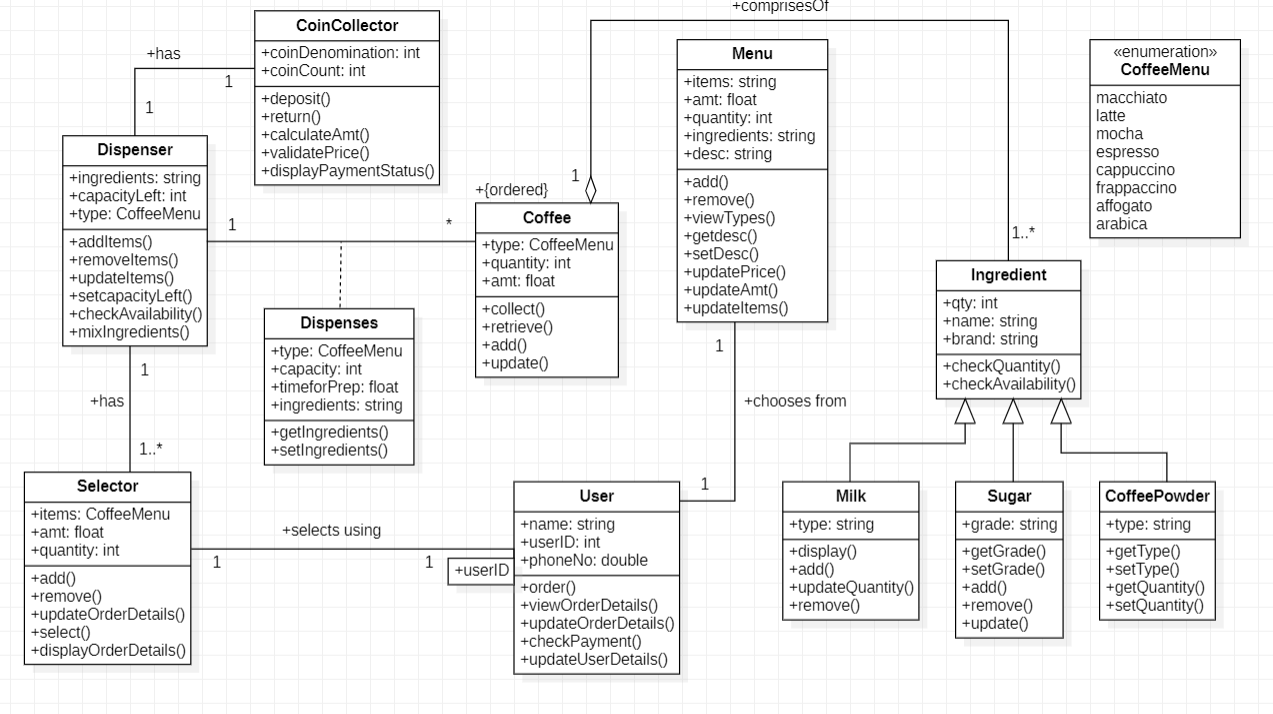 +comprisesOf
CoinCollector
+coinDenomination: int
+coinCount: int
+deposit()
+return()
+calculateAmt()
+validatePrice()
+displayPaymentStatus()
+has
1
1
Menu
+items: string
+amt: float
+quantity: int
+ingredients: string
+desc: string
+add()
+remove()
+viewTypes()
+getdesc()
+setDesc()
+updatePrice()
+updateAmt()
+updateItems()
«enumeration»
CoffeeMenu
macchiato
latte
mocha
espresso
cappuccino
frappaccino
affogato
arabica
Dispenser
+ingredients: string
+capacityLeft: int
+type: CoffeeMenu
+addItems()
+removeItems()
+updateItems()
+setcapacityLeft()
+checkAvailability()
+mixIngredients()
1
*
+{ordered}
1
Coffee
+type: CoffeeMenu
+quantity: int
+amt: float
+collect()
+retrieve()
+add()
+update()
1..*
Ingredient
+qty: int
+name: string
+brand: string
+checkQuantity()
+checkAvailability()
Dispenses
+type: CoffeeMenu
+capacity: int
+timeforPrep: float
+ingredients: string
+getIngredients()
+setIngredients()
1
+has
1..*
1
+chooses from
1
Selector
+items: CoffeeMenu
+amt: float
+quantity: int
+add()
+remove()
+updateOrderDetails()
+select()
+displayOrderDetails()
+selects using
1
1
+userID
User
+name: string
+userID: int
+phoneNo: double
+order()
+viewOrderDetails()
+updateOrderDetails()
+checkPayment()
+updateUserDetails()
Milk
+type: string
+display()
+add()
+updateQuantity()
+remove()
Sugar
+grade: string
+getGrade()
+setGrade()
+add()
+remove()
+update()
CoffeePowder
+type: string
+getType()
+setType()
+getQuantity()
+setQuantity()